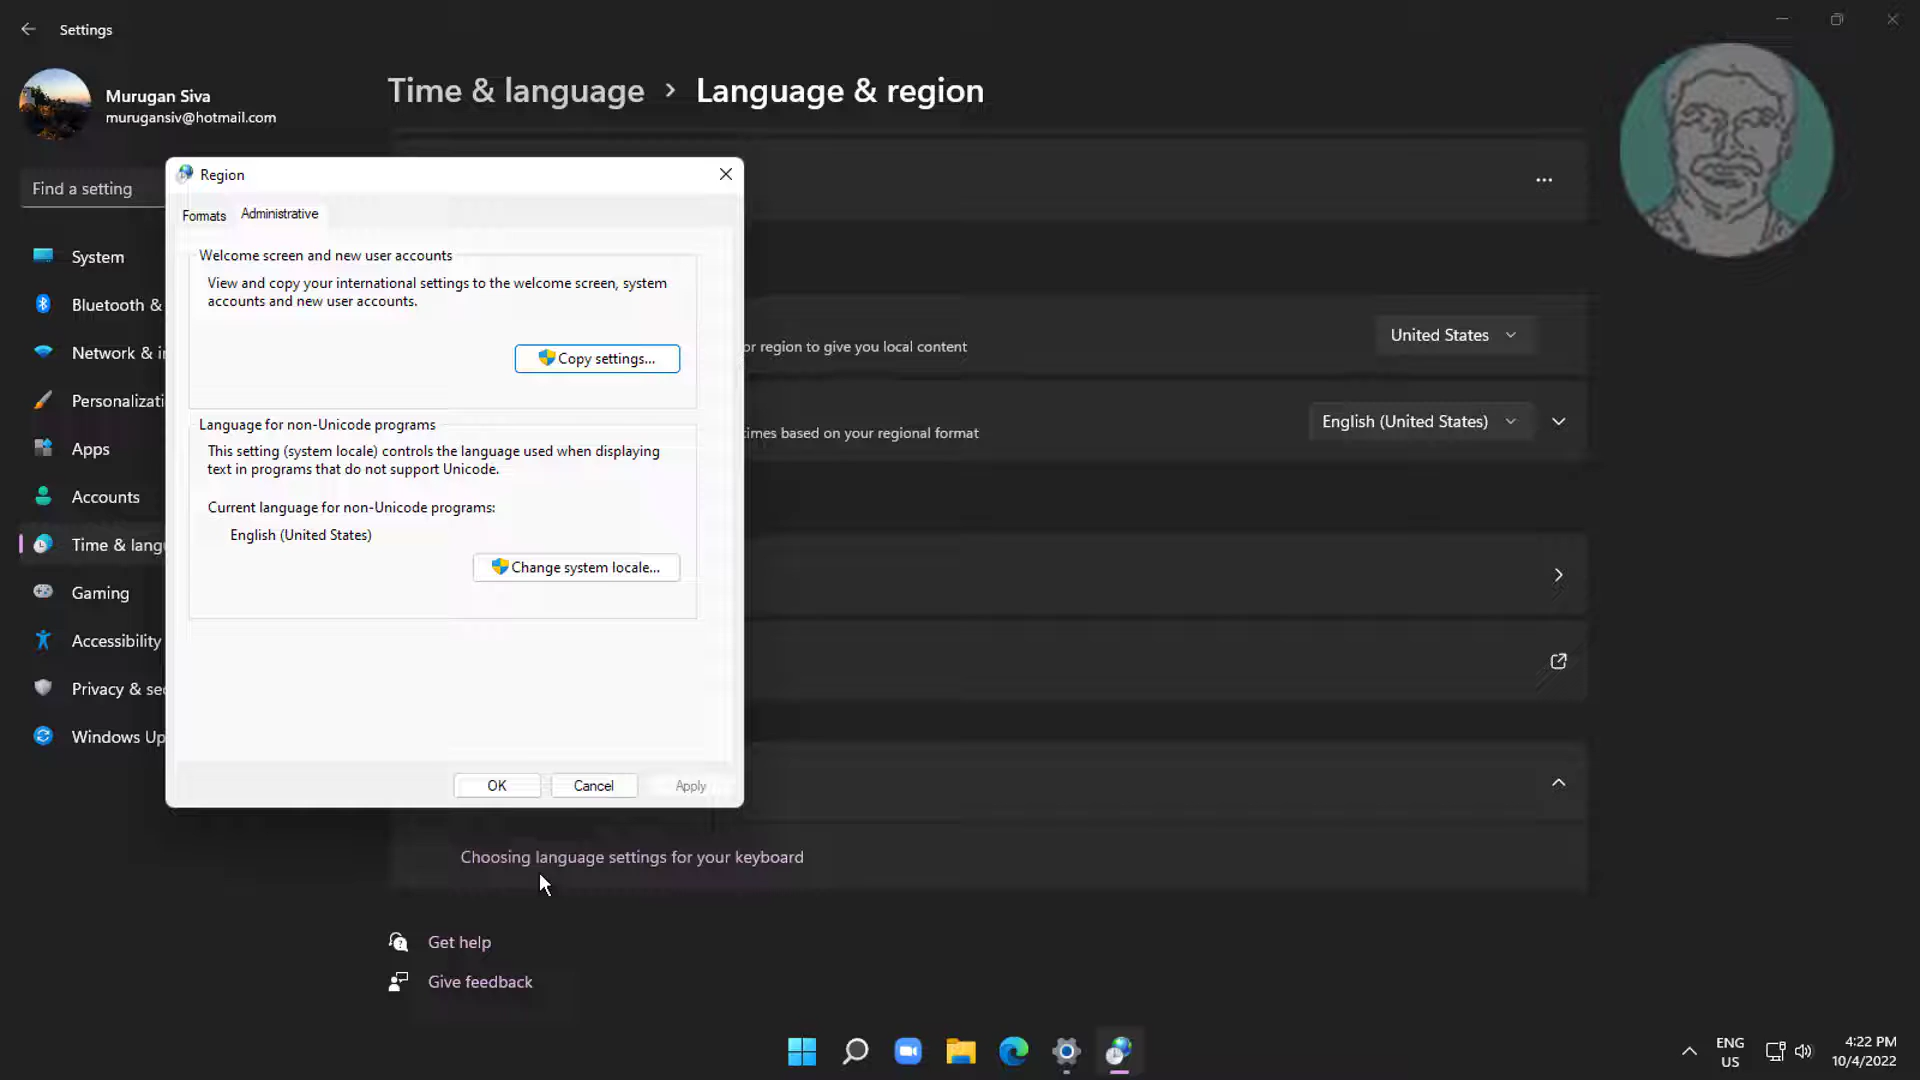 Settings
Murugan Siva
murugansiv@hotmail.com
Find a setting
System
Bluetooth &
Network & i
Personalizati
Apps
Accounts
Time & langu
Gaming
Accessibility
Privacy & sec
Windows Up
Time & language > Language & region
Region
Formats
Administrative
Welcome screen and new user accounts
View and copy your international settings to the welcome screen, system
accounts and new user accounts.
Copy settings...
Language for non-Unicode programs
This setting (system locale) controls the language used when displaying
text in programs that do not support Unicode.
Current language for non-Unicode programs:
English (United States)
Change system locale...
OK
Cancel
Apply
or region to give you local content
United States
times based on your regional format
English (United States)
Choosing language settings for your keyboard
Get help
Give feedback
ENG
US
4:22 PM
10/4/2022